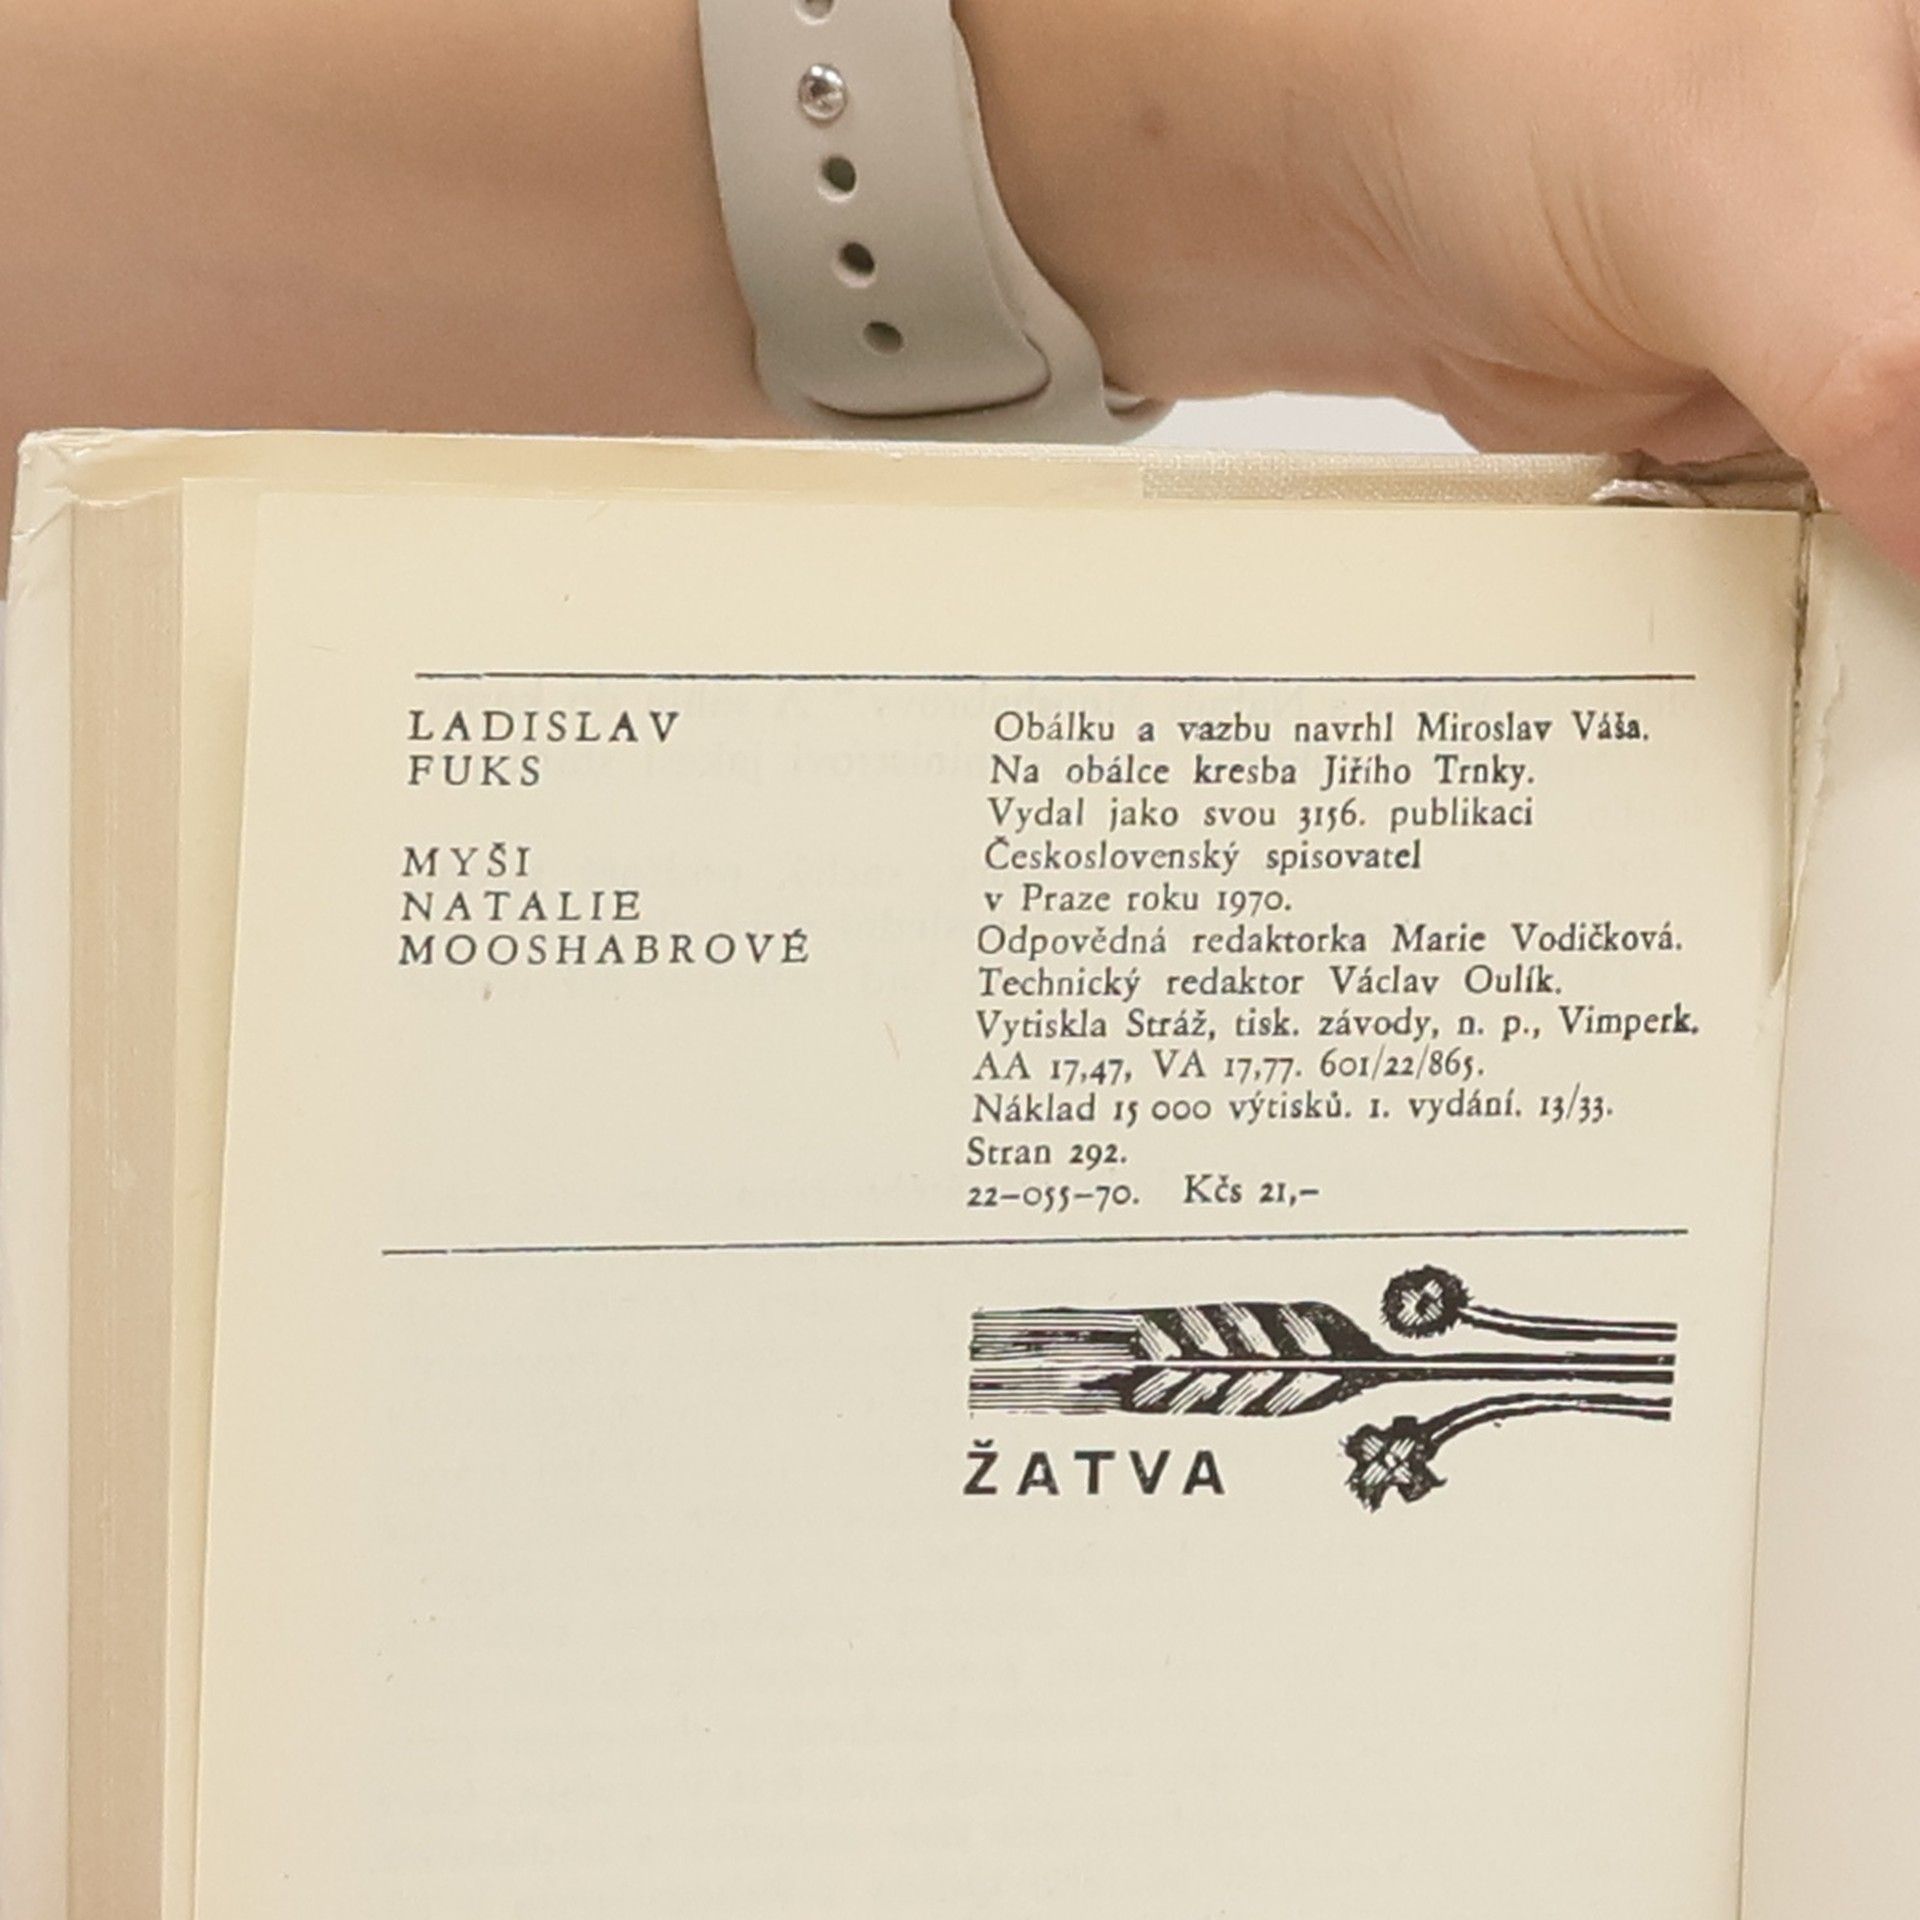 LADISLAV
FUKS
MYŠI
NATALIE
MOOSHABROVÉ
Obálku a vazbu navrhl Miroslav Váša.
Na obálce kresba Jiřího Trnky.
Vydal jako svou 3156. publikaci
Československý spisovatel
v Praze roku 1970.
Odpovědná redaktorka Marie Vodičková.
Technický redaktor Václav Oulík.
Vytiskla Stráž, tisk. závody, n. p., Vimperk.
AA 17,47, VA 17,77. 601/22/865.
Náklad 15 000 výtisků. 1. vydání. 13/33.
Stran 292.
22–055–70. Kčs 21,–
ŽATVA